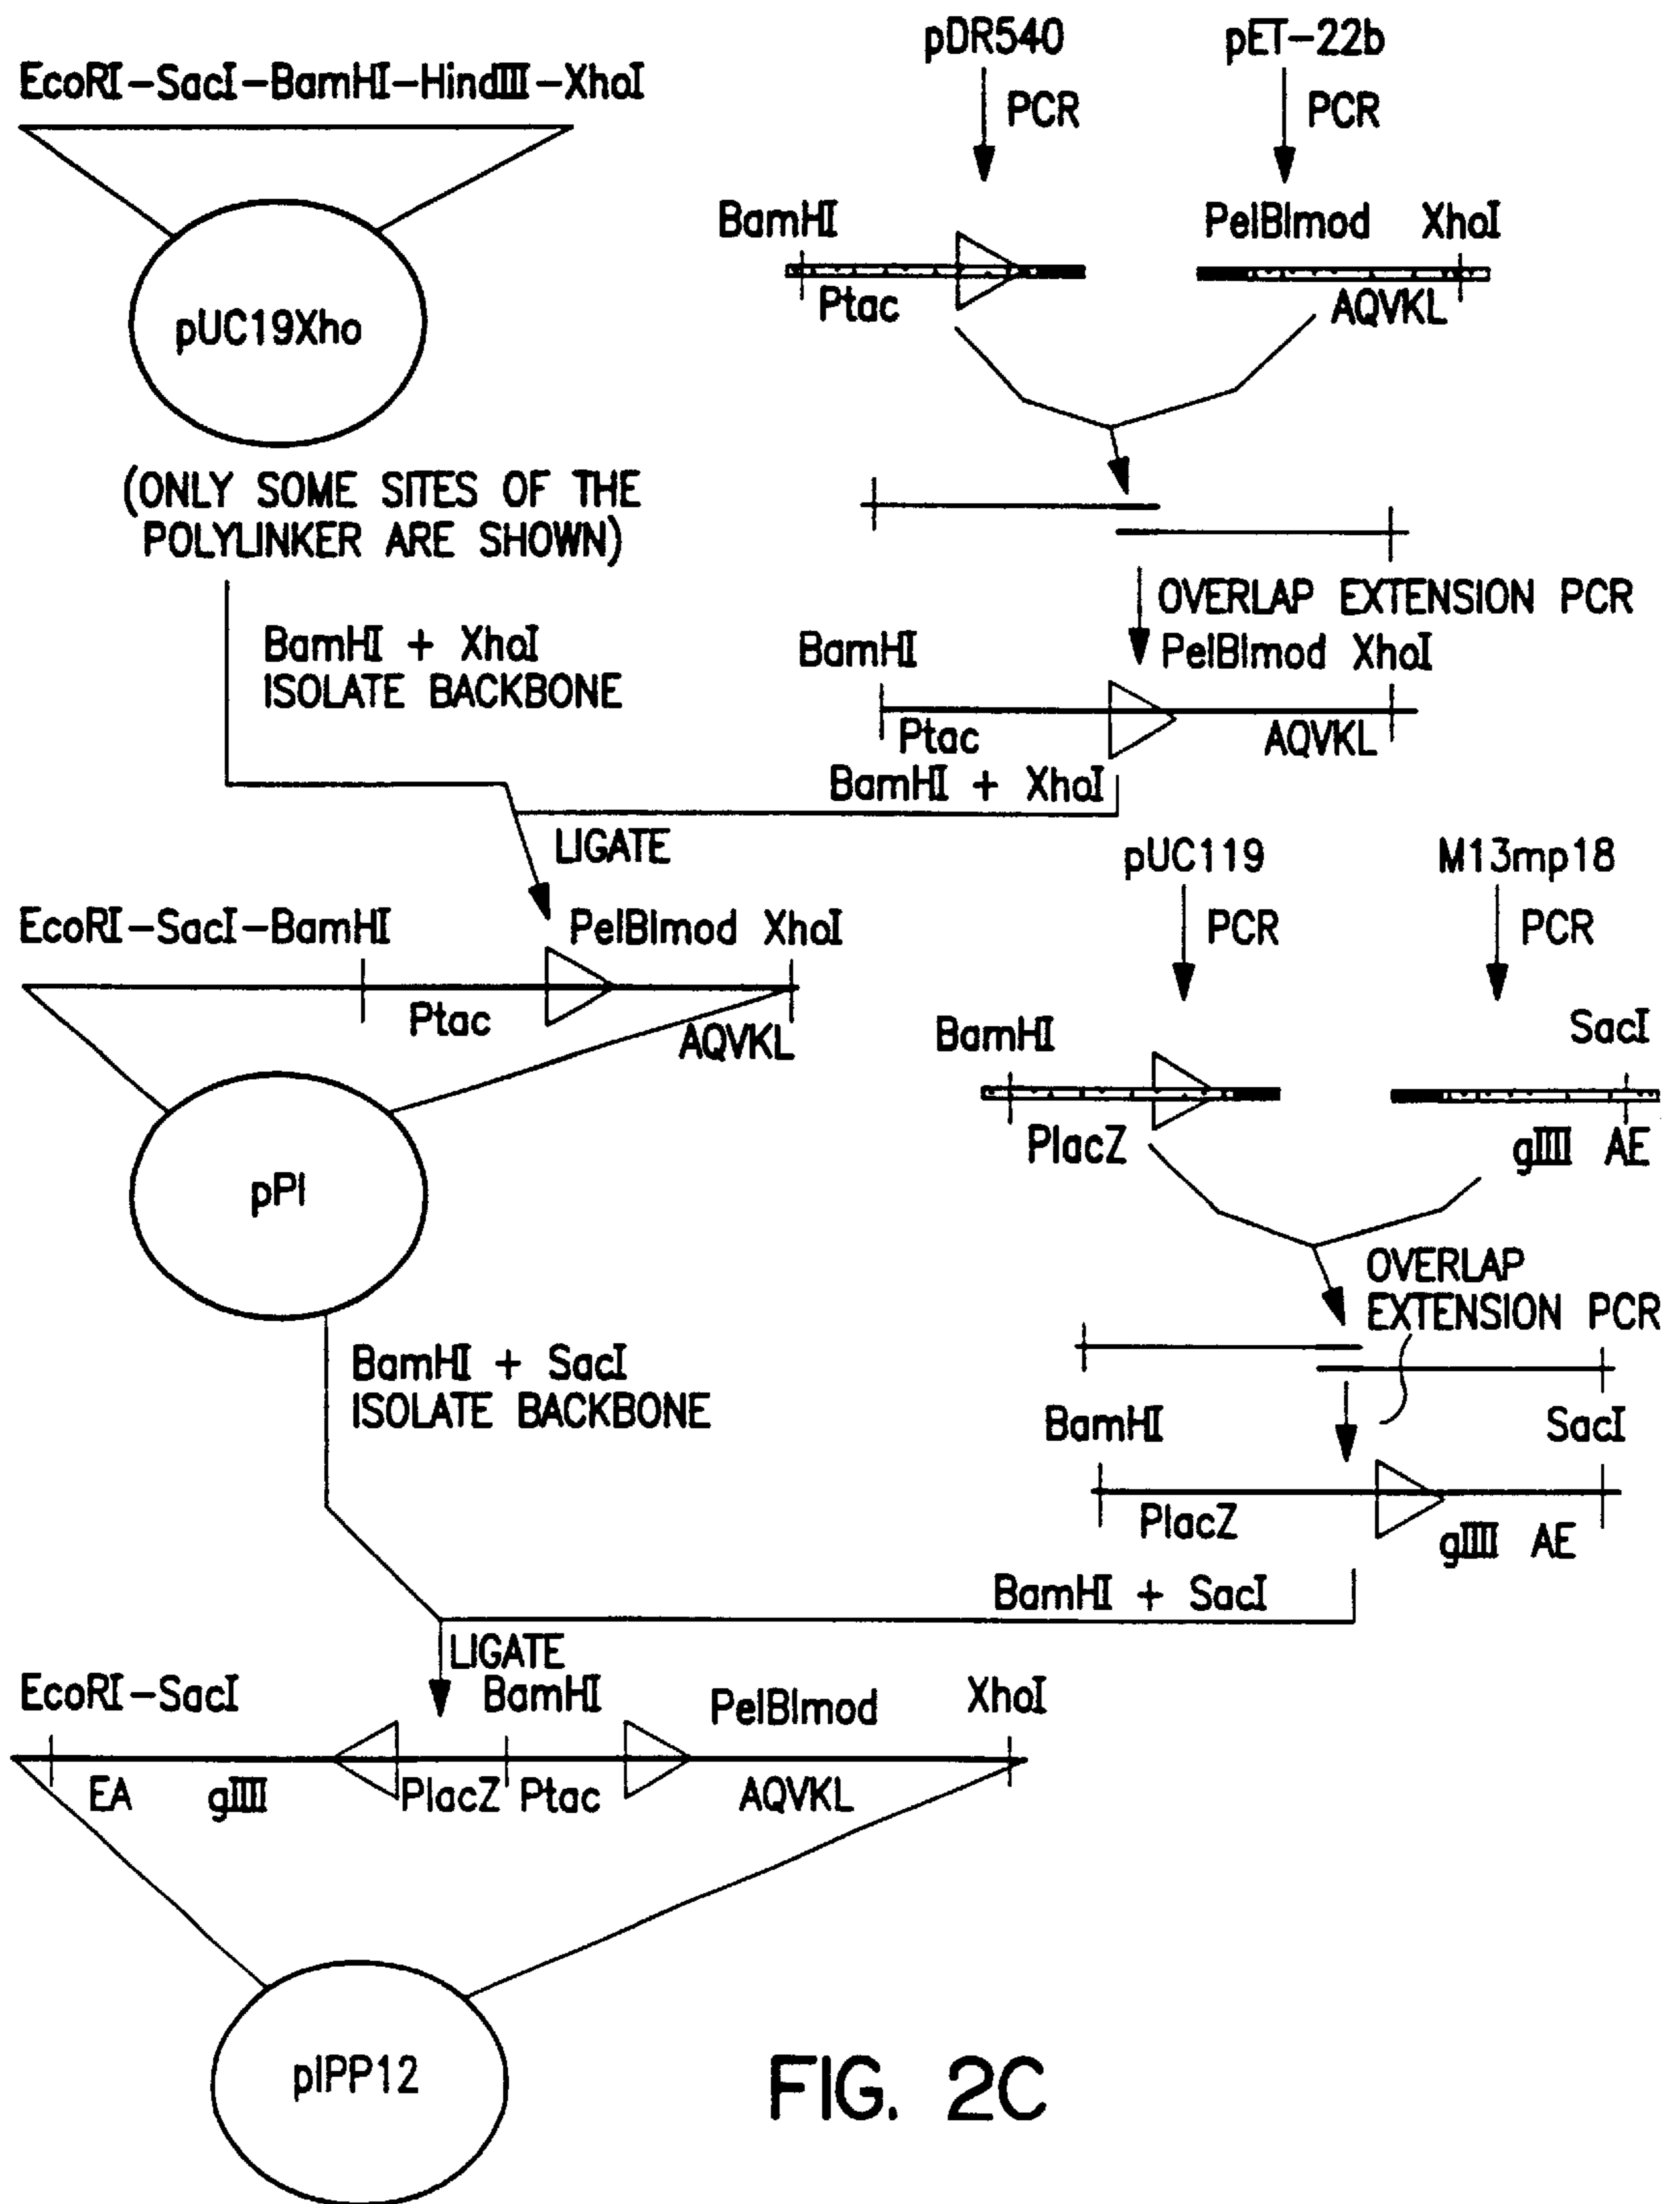 pDR540
pET-22b
EcoRI-SacI-BamHI-HindIII-XhoI
PCR
PCR
BamHI
PelBlmod XhoI
Ptac
AQVKL
pUC19Xho
(ONLY SOME SITES OF THE
POLYLINKER ARE SHOWN)
OVERLAP EXTENSION PCR
BamHI + XhoI
ISOLATE BACKBONE
BamHI
PelBlmod XhoI
Ptac
AQVKL
BamHI + XhoI
LIGATE
pUC119
M13mp18
PCR
PCR
EcoRI-SacI-BamHI
PelBlmod XhoI
Ptac
AQVKL
BamHI
SacI
PlacZ
gIIII AE
pPI
OVERLAP
EXTENSION PCR
BamHI + SacI
ISOLATE BACKBONE
BamHI
SacI
PlacZ
gIIII AE
BamHI + SacI
LIGATE
EcoRI-SacI
BamHI
PelBlmod
XhoI
EA
gIIII
PlacZ
Ptac
AQVKL
pIPP12
FIG. 2C